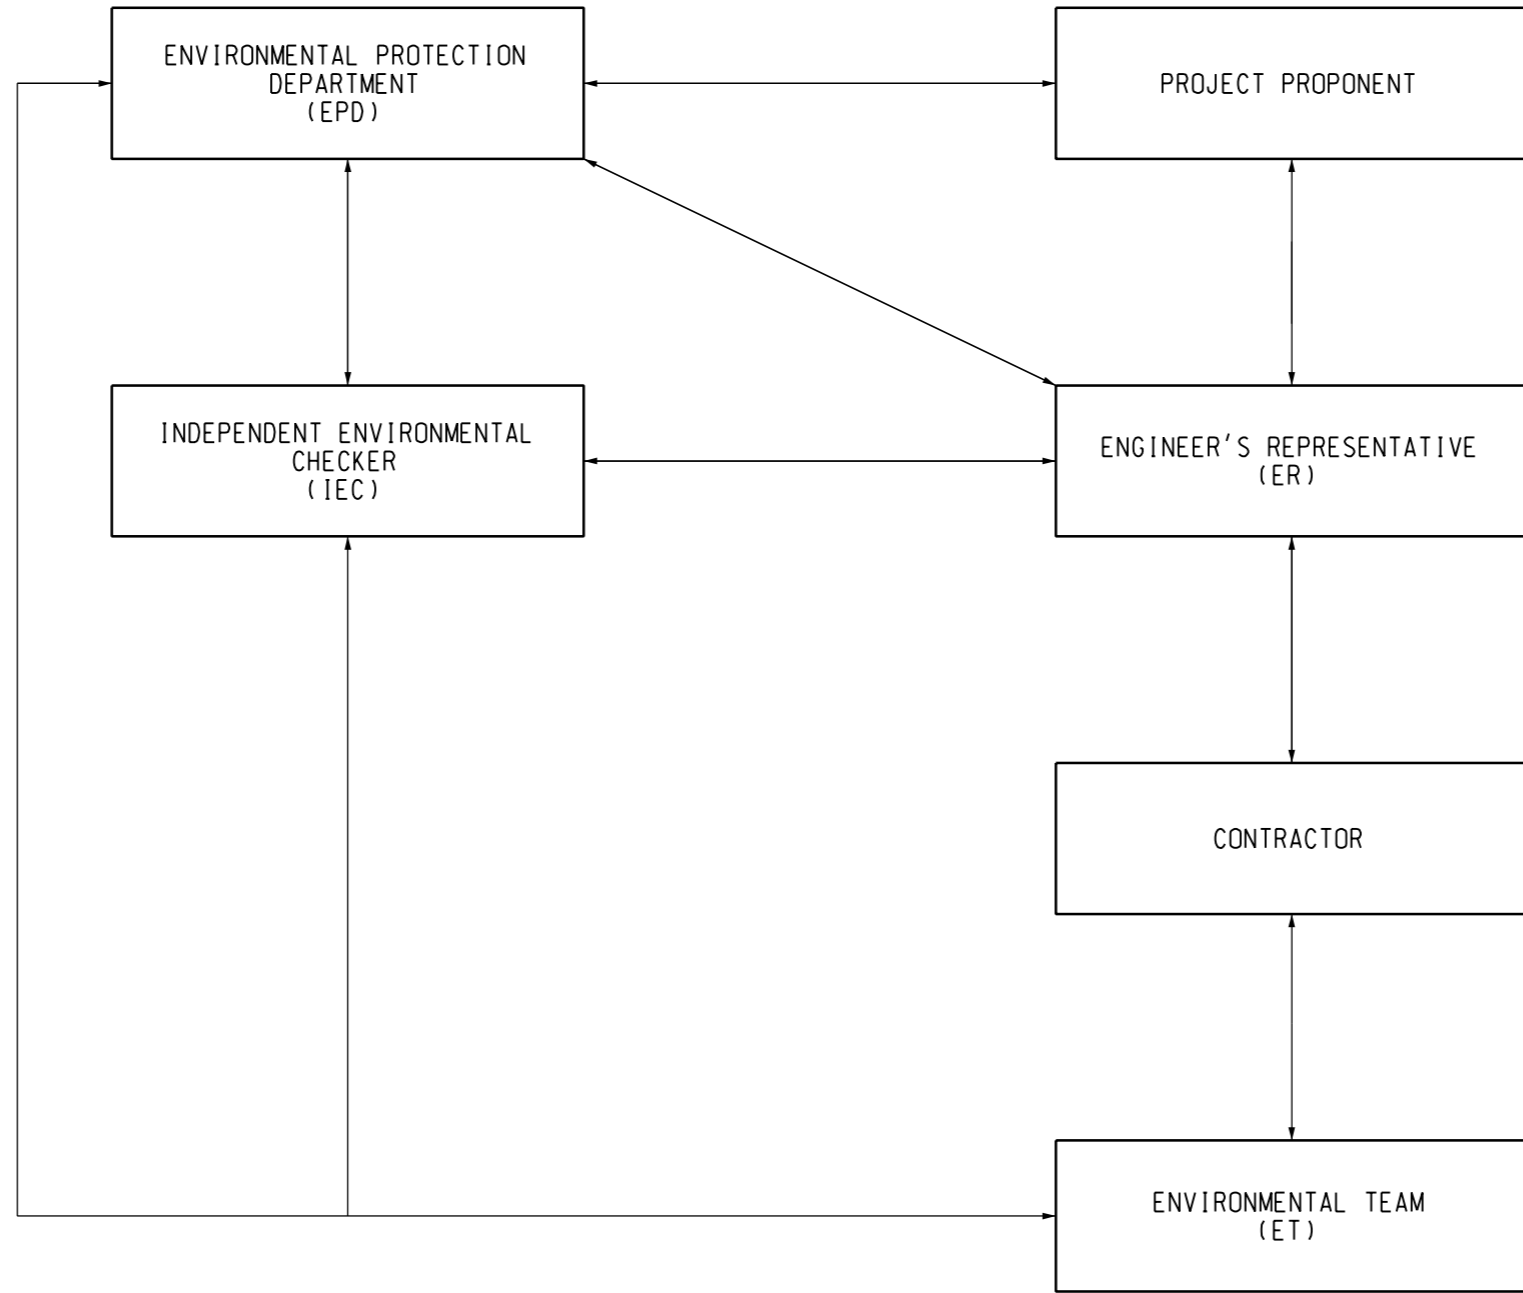 ENVIRONMENTAL PROTECTION
DEPARTMENT
(EPD)
PROJECT PROPONENT
INDEPENDENT ENVIRONMENTAL
CHECKER
(IEC)
ENGINEER'S REPRESENTATIVE
(ER)
CONTRACTOR
ENVIRONMENTAL TEAM
(ET)